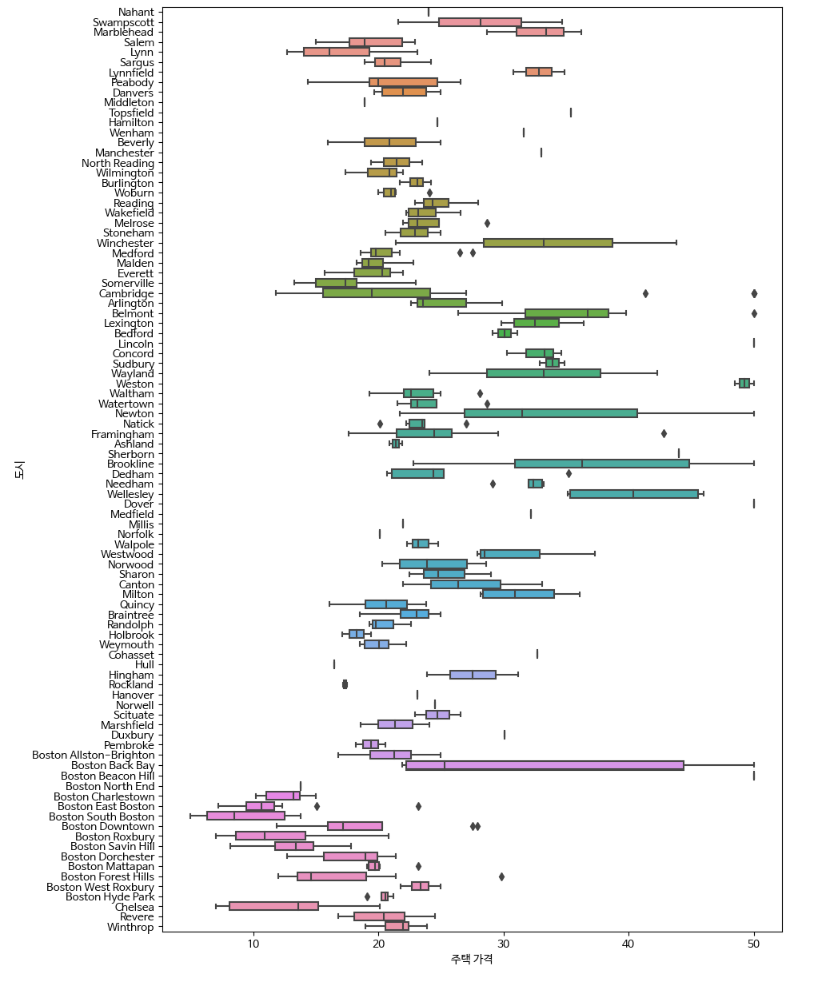 Nahant
Swampscott
Marblehead
Salem
Lynn
Sargus
Lynnfield
Peabody
Danvers
Middleton
Topsfield
Hamilton
Wenham
Beverly
Manchester
North Reading
Wilmington
Burlington
Woburn
Reading
Wakefield
Melrose
Stoneham
Winchester
Medford
Malden
Everett
Somerville
Cambridge
Arlington
Belmont
Lexington
Bedford
Lincoln
Concord
Sudbury
Wayland
Weston
Waltham
Watertown
Newton
Natick
Framingham
Ashland
Sherborn
Brookline
Dedham
Needham
Wellesley
Dover
Medfield
Millis
Norfolk
Walpole
Westwood
Norwood
Sharon
Canton
Milton
Quincy
Braintree
Randolph
Holbrook
Weymouth
Cohasset
Hull
Hingham
Rockland
Hanover
Norwell
Scituate
Marshfield
Duxbury
Pembroke
Boston Allston-Brighton
Boston Back Bay
Boston Beacon Hill
Boston North End
Boston Charlestown
Boston East Boston
Boston South Boston
Boston Downtown
Boston Roxbury
Boston Savin Hill
Boston Dorchester
Boston Mattapan
Boston Forest Hills
Boston West Roxbury
Boston Hyde Park
Chelsea
Revere
Winthrop
도시
10 20 30 40 50
주택 가격